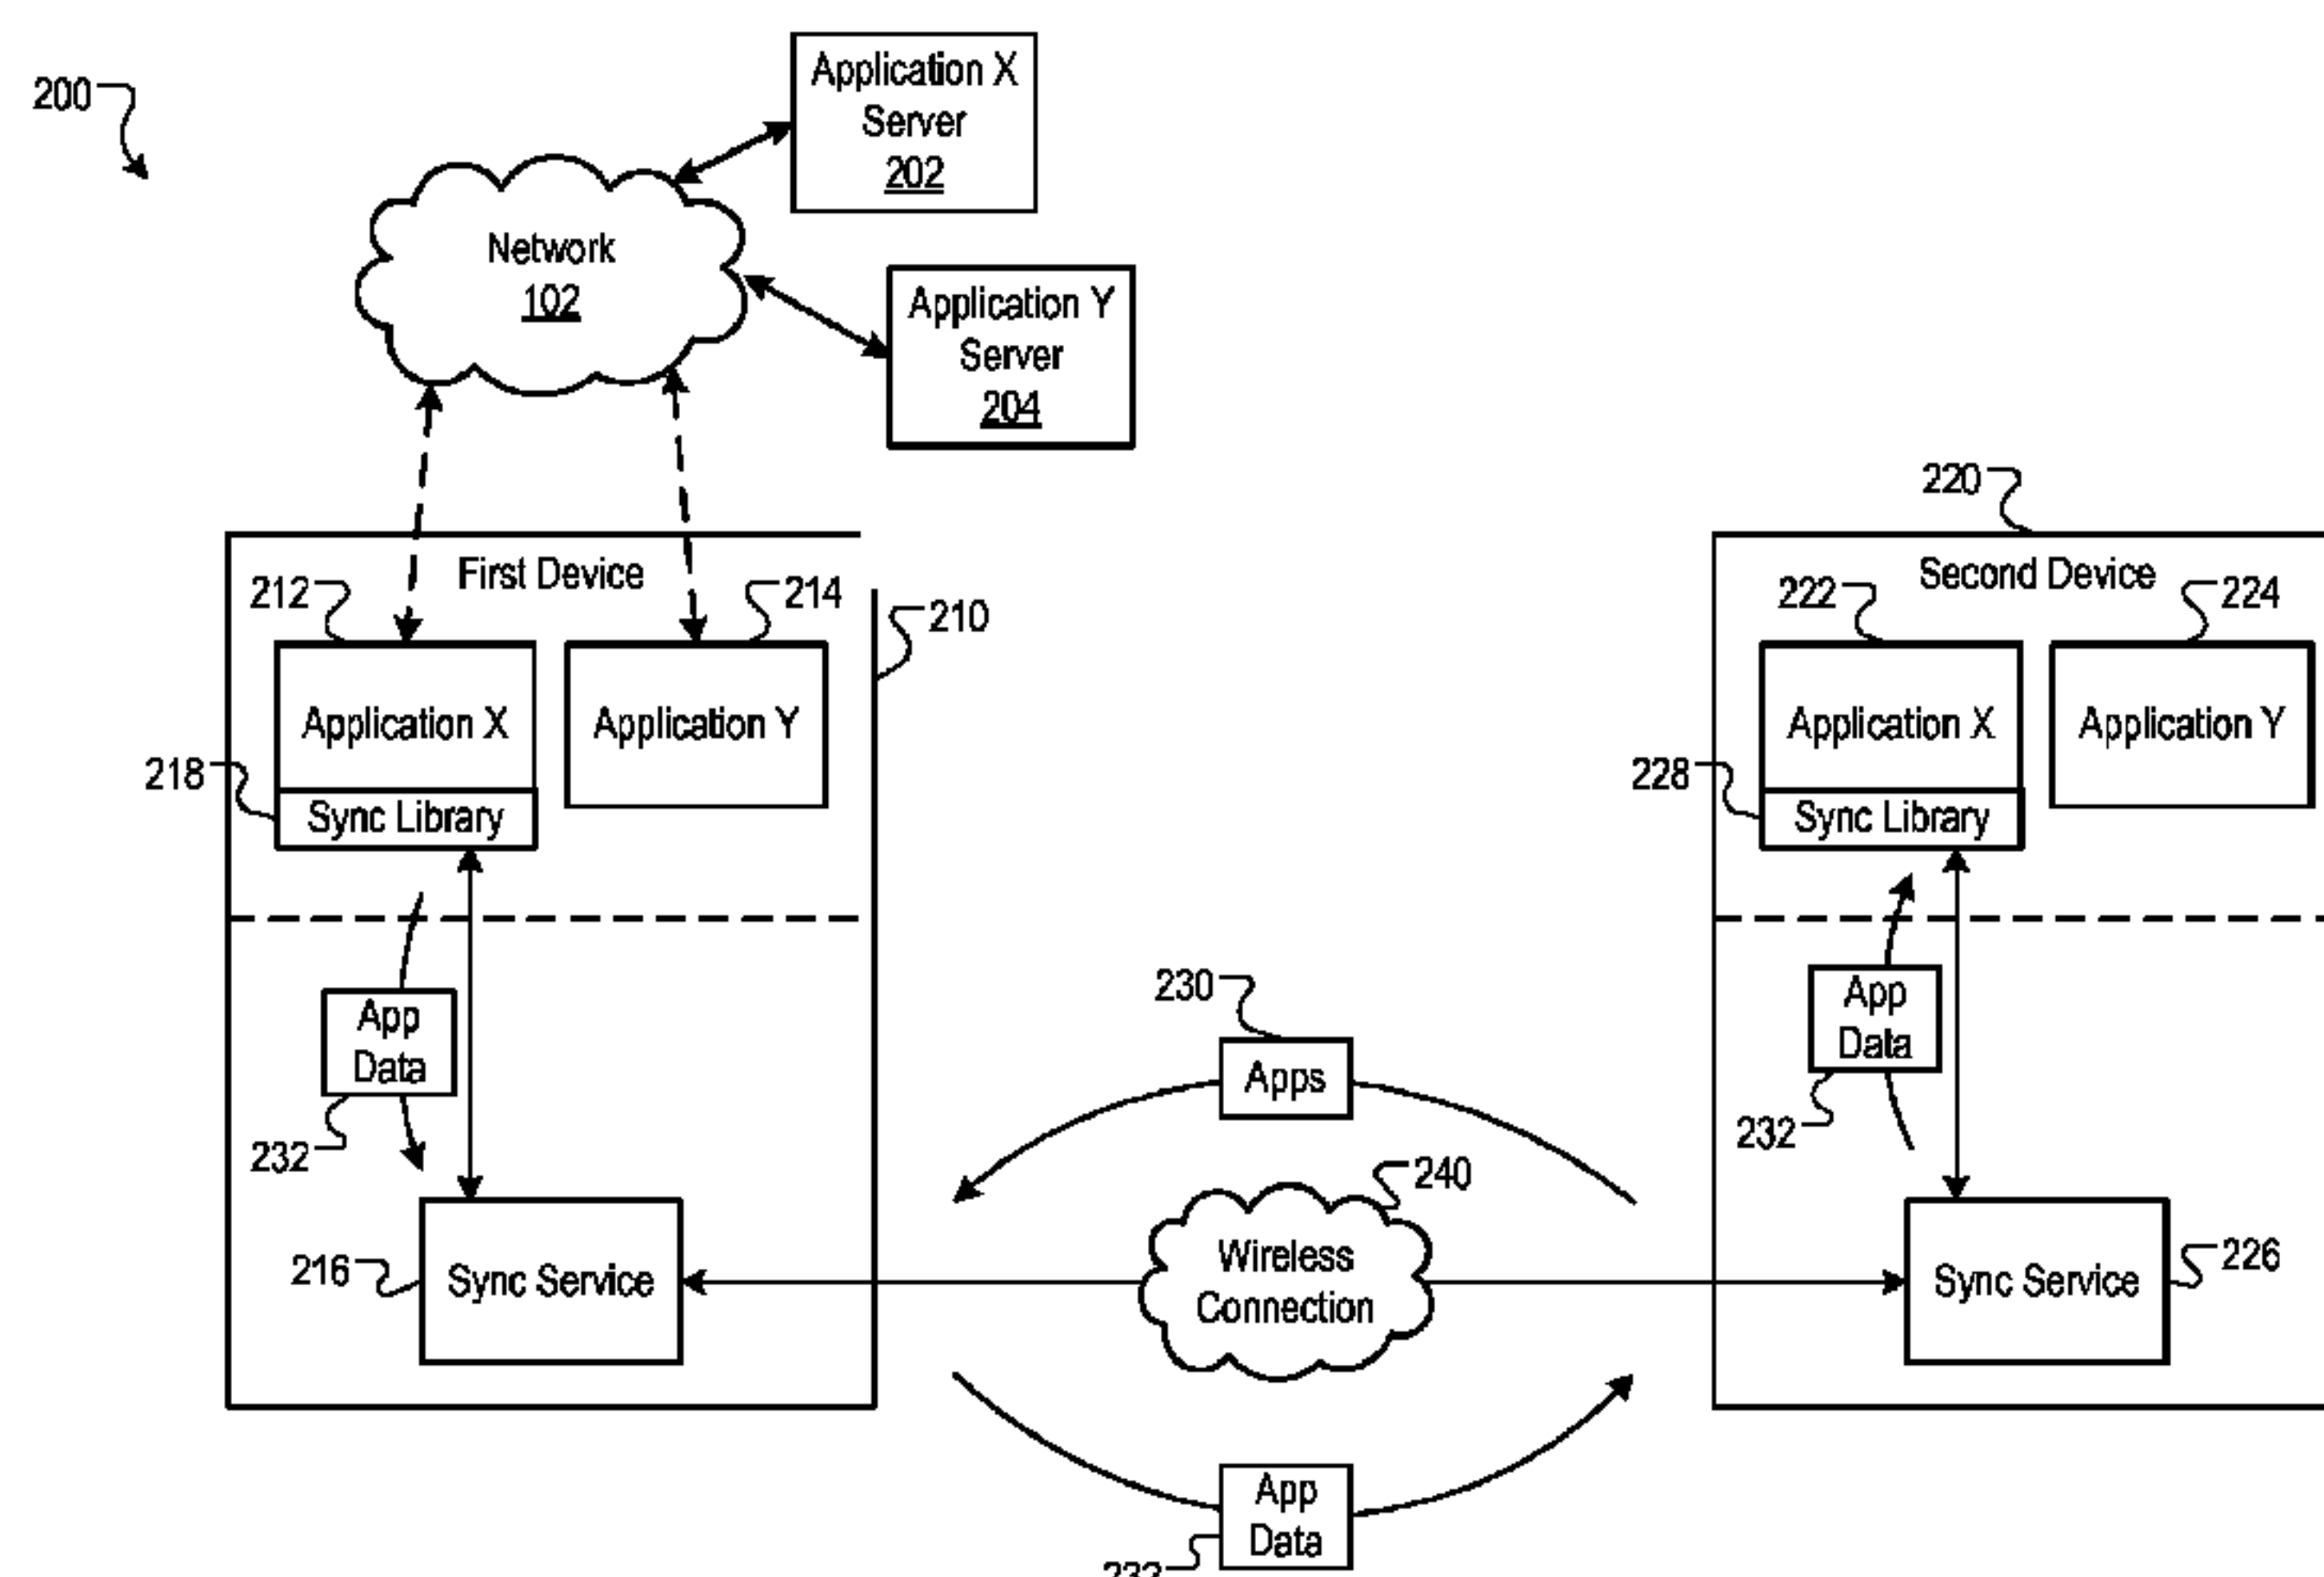 200
Application X
Server
202
Network
102
Application Y
Server
204
220
First Device
Second Device
212
214
210
222
224
Application X
Application Y
Application X
Application Y
218
Sync Library
228
Sync Library
App
Data
232
230
Apps
App
Data
232
240
Wireless
Connection
216
Sync Service
Sync Service
226
App
Data
232